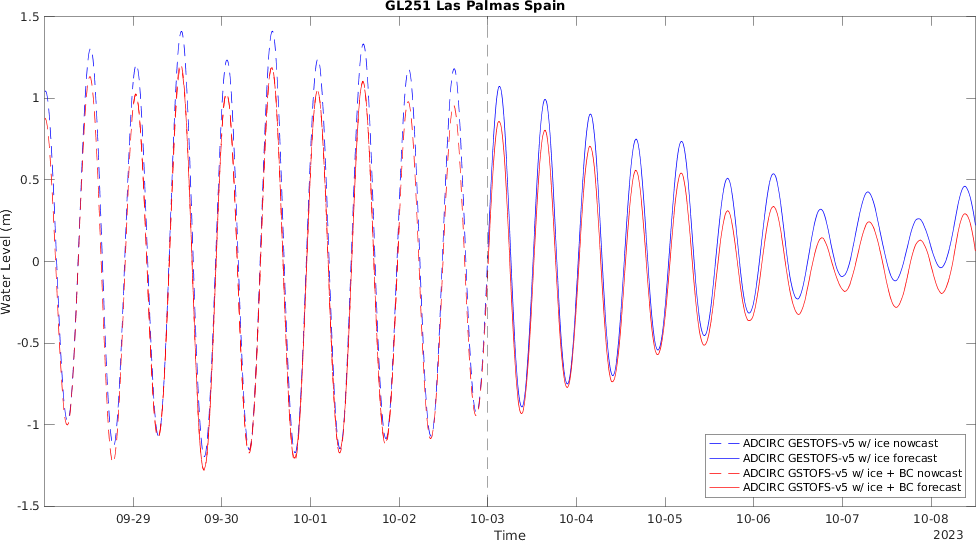 GL251 Las Palmas Spain
1.5
1
0.5
0
-0.5
-1
-1.5
Water Level (m)
10-03
09-29
09-30
10-01
10-02
10-04
10-05
10-06
10-07
10-08
Time
2023
ADCIRC GESTOFS-v5 w/ ice nowcast
ADCIRC GESTOFS-v5 w/ ice forecast
ADCIRC GSTOFS-v5 w/ ice + BC nowcast
ADCIRC GSTOFS-v5 w/ ice + BC forecast